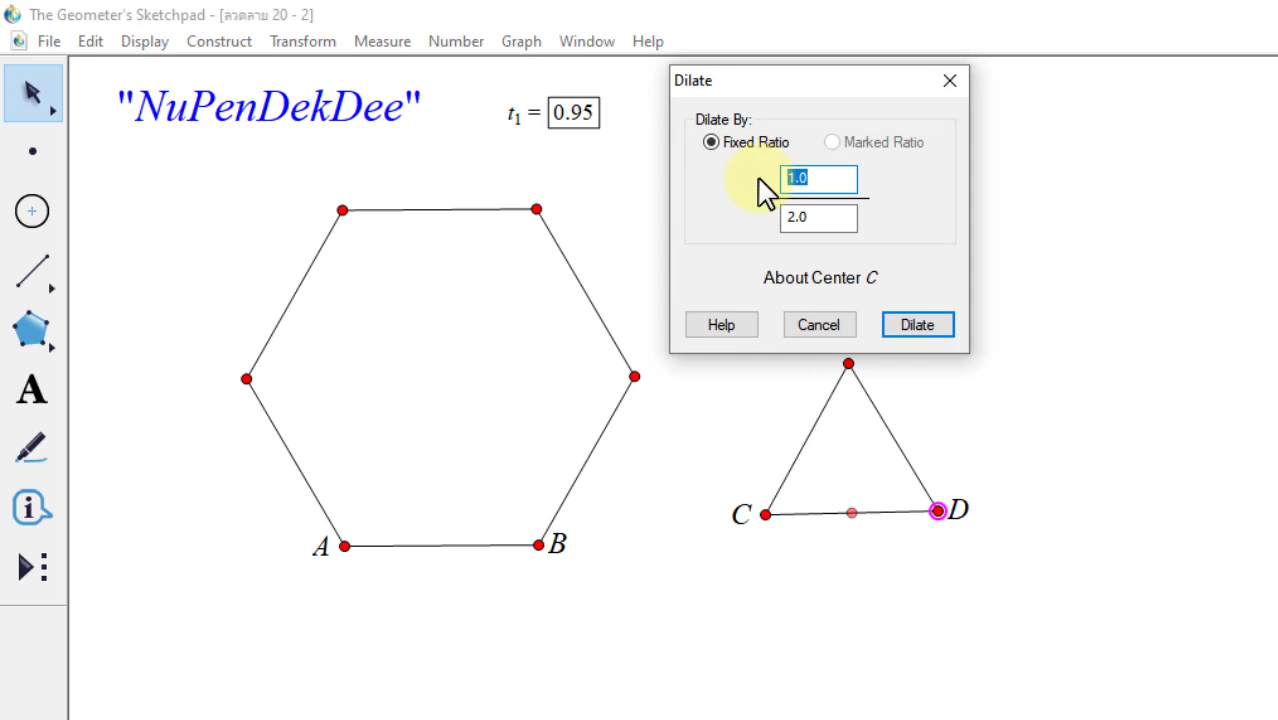 The Geometer's Sketchpad - [ลวดลาย 20 - 2]
File Edit Display Construct Transform Measure Number Graph Window Help
"NuPenDekDee"
t1 = 0.95
Dilate
Dilate By:
Fixed Ratio Marked Ratio
1.0
2.0
About Center C
Help Cancel Dilate
A
B
C
D
A